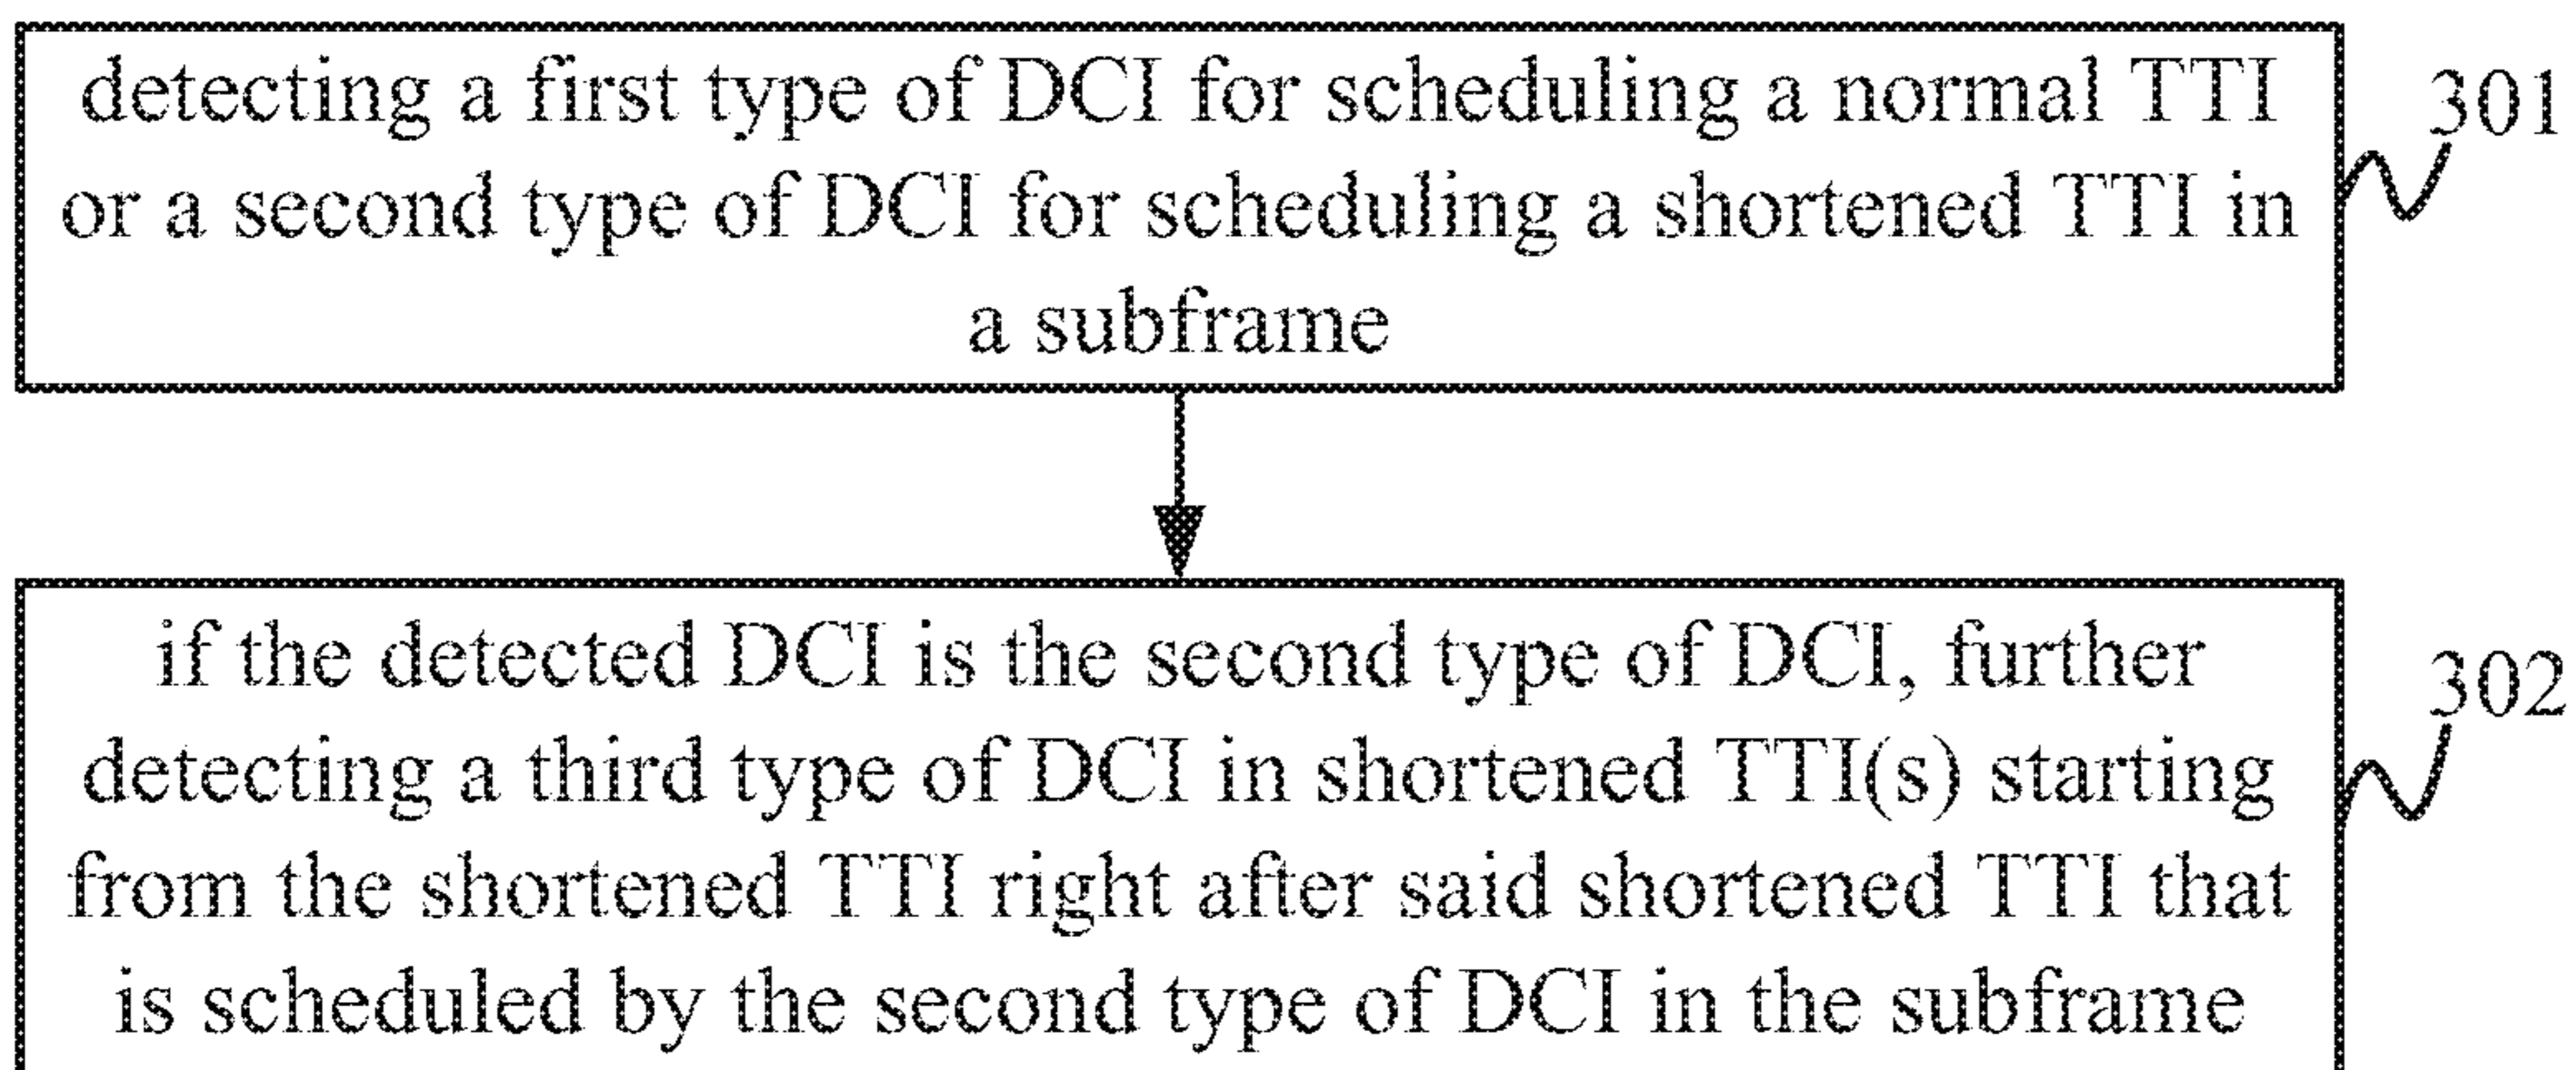 detecting a first type of DCI for scheduling a normal TTI
or a second type of DCI for scheduling a shortened TTI in
a subframe
301
if the detected DCI is the second type of DCI, further
detecting a third type of DCI in shortened TTI(s) starting
from the shortened TTI right after said shortened TTI that
is scheduled by the second type of DCI in the subframe
302